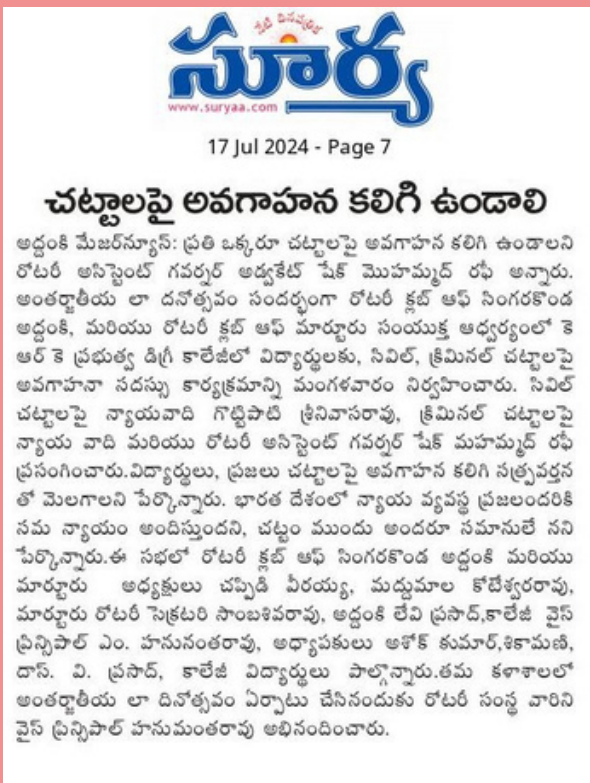 నేటి దినపత్రిక
సూర్య
www.suryaa.com
17 Jul 2024 - Page 7
చట్టాలపై అవగాహన కలిగి ఉండాలి
అద్దంకి మేజర్‌న్యూస్: ప్రతి ఒక్కరూ చట్టాలపై అవగాహన కలిగి ఉండాలని
రోటరీ అసిస్టెంట్ గవర్నర్ అడ్వకేట్ షేక్ మొహమ్మద్ రఫీ అన్నారు.
అంతర్జాతీయ లా దనోత్సవం సందర్భంగా రోటరీ క్లబ్ ఆఫ్ సింగరకొండ
అద్దంకి, మరియు రోటరీ క్లబ్ ఆఫ్ మార్టూరు సంయుక్త ఆధ్వర్యంలో కె
ఆర్ కె ప్రభుత్వ డిగ్రీ కాలేజీలో విద్యార్థులకు, సివిల్, క్రిమినల్ చట్టాలపై
అవగాహనా సదస్సు కార్యక్రమాన్ని మంగళవారం నిర్వహించారు. సివిల్
చట్టాలపై న్యాయవాది గొట్టిపాటి శ్రీనివాసరావు, క్రిమినల్ చట్టాలపై
న్యాయ వాది మరియు రోటరీ అసిస్టెంట్ గవర్నర్ షేక్ మహమ్మద్ రఫీ
ప్రసంగించారు.విద్యార్థులు, ప్రజలు చట్టాలపై అవగాహన కలిగి సత్ప్రవర్తన
తో మెలగాలని పేర్కొన్నారు. భారత దేశంలో న్యాయ వ్యవస్థ ప్రజలందరికి
సమ న్యాయం అందిస్తుందని, చట్టం ముందు అందరూ సమానులే నని
పేర్కొన్నారు.ఈ సభలో రోటరీ క్లబ్ ఆఫ్ సింగరకొండ అద్దంకి మరియు
మార్టూరు అధ్యక్షులు చప్పిడి వీరయ్య, మద్దుమాల కోటేశ్వరరావు,
మార్టూరు రోటరీ సెక్రటరి సాంబశివరావు, అద్దంకి లేవి ప్రసాద్,కాలేజీ వైస్
ప్రిన్సిపాల్ ఎం. హనునంతరావు, అధ్యాపకులు అశోక్ కుమార్,శికామణి,
దాస్. వి. ప్రసాద్, కాలేజీ విద్యార్థులు పాల్గొన్నారు.తమ కళాశాలలో
అంతర్జాతీయ లా దినోత్సవం ఏర్పాటు చేసినందుకు రోటరీ సంస్థ వారిని
వైస్ ప్రిన్సిపాల్ హనుమంతరావు అభినందించారు.